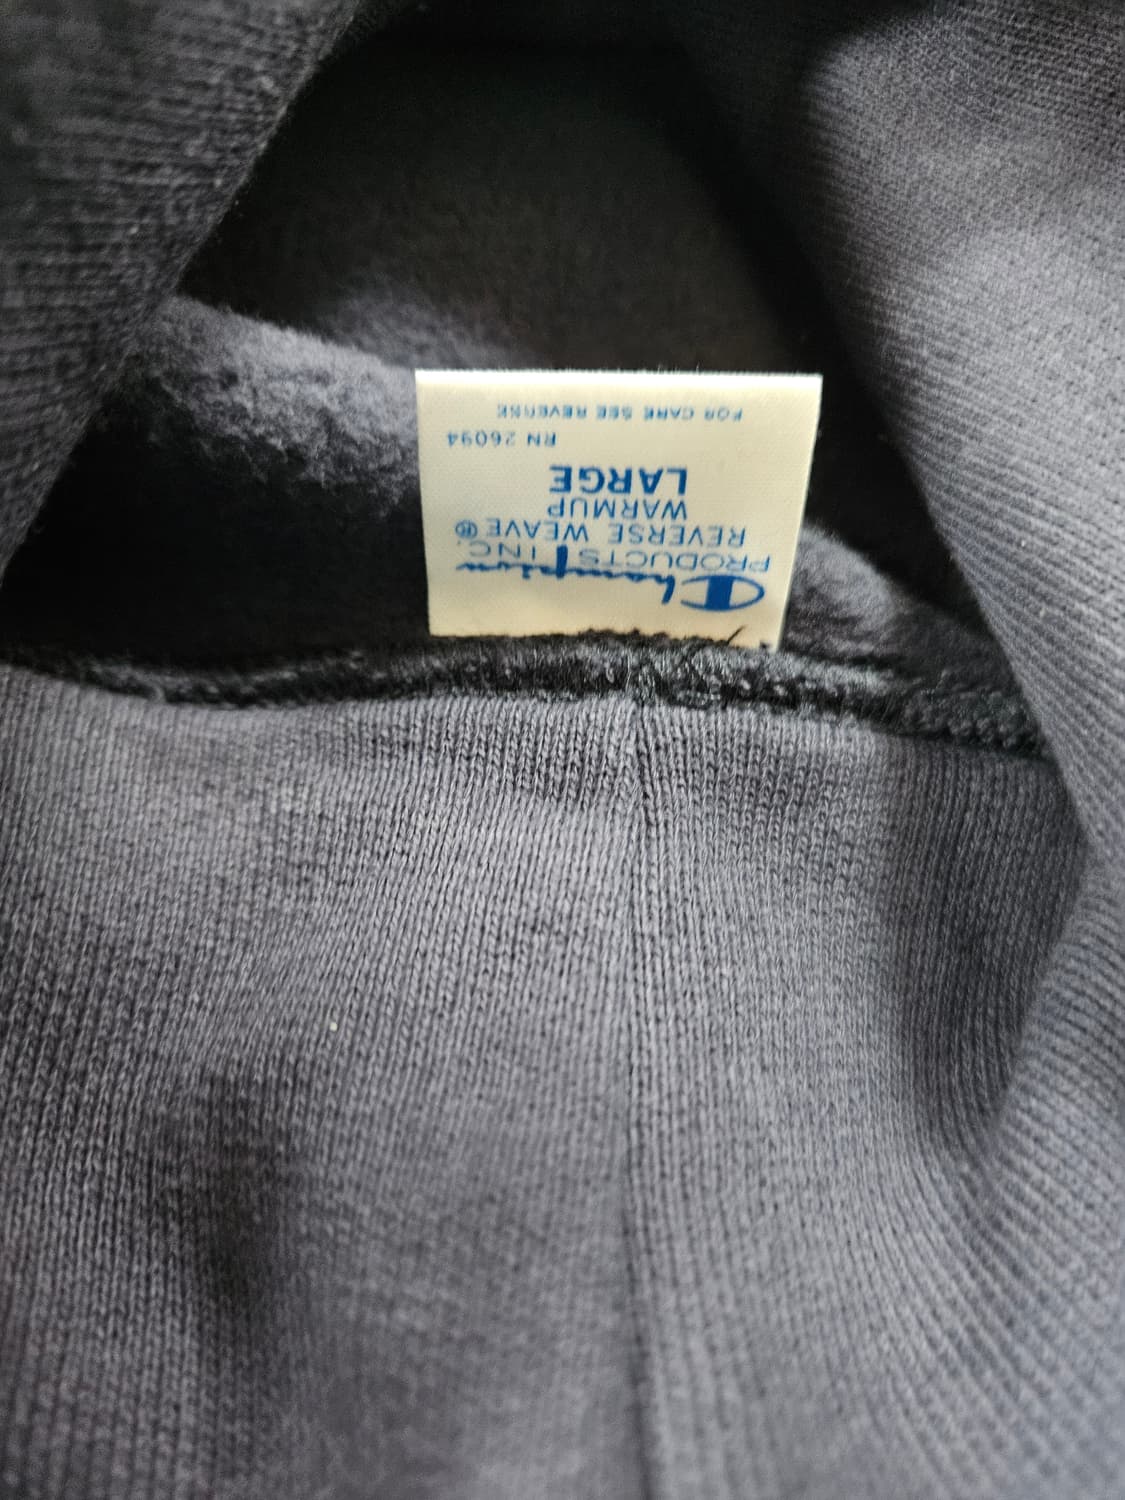 Champion
PRODUCTS INC.
REVERSE WEAVE®
WARMUP
LARGE
RN 26094
FOR CARE SEE REVERSE